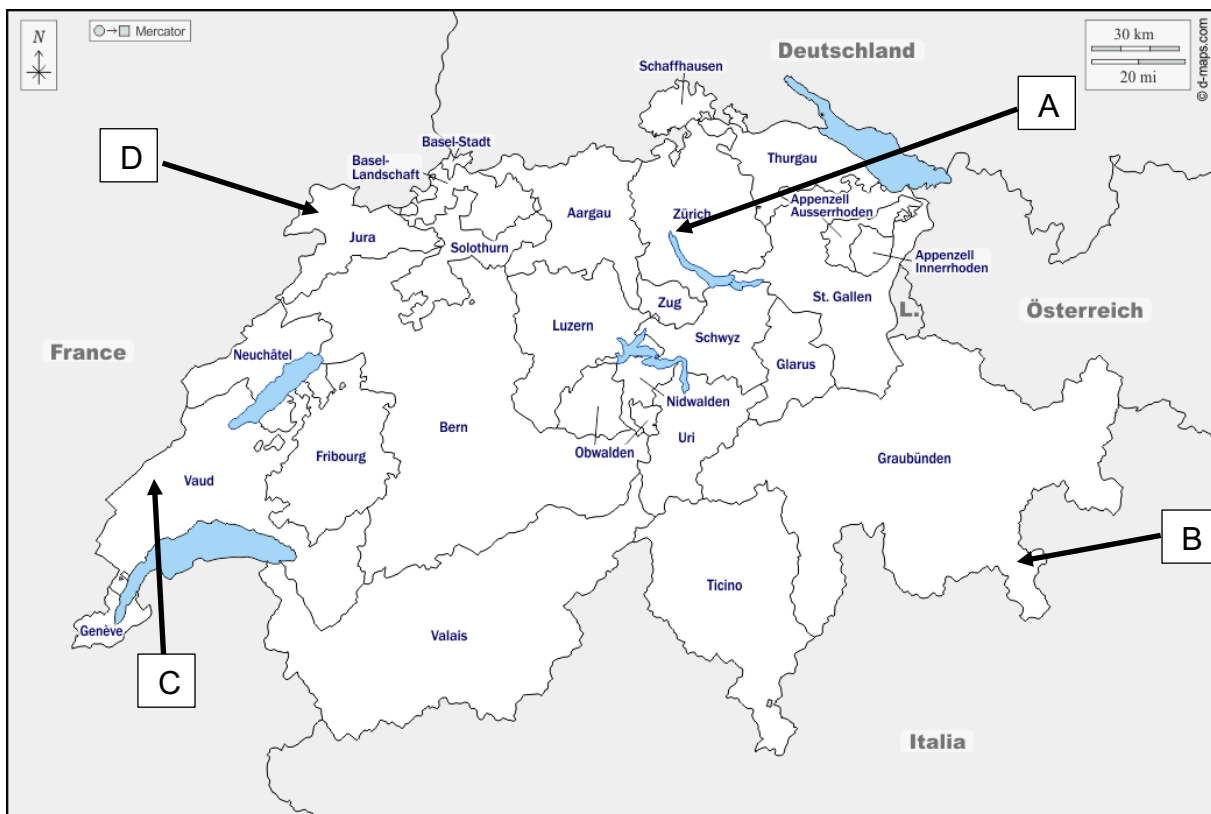 N
Mercator
30 km
20 mi
© d-maps.com
Deutschland
Schaffhausen
A
D
Basel-Stadt
Basel-
Landschaft
Thurgau
Aargau
Zürich
Appenzell
Ausserrhoden
Jura
Solothurn
Appenzell
Innerrhoden
Zug
St. Gallen
L.
Österreich
Luzern
Schwyz
France
Neuchâtel
Glarus
Nidwalden
Bern
Uri
Obwalden
Fribourg
Graubünden
Vaud
B
Ticino
Genève
Valais
C
Italia